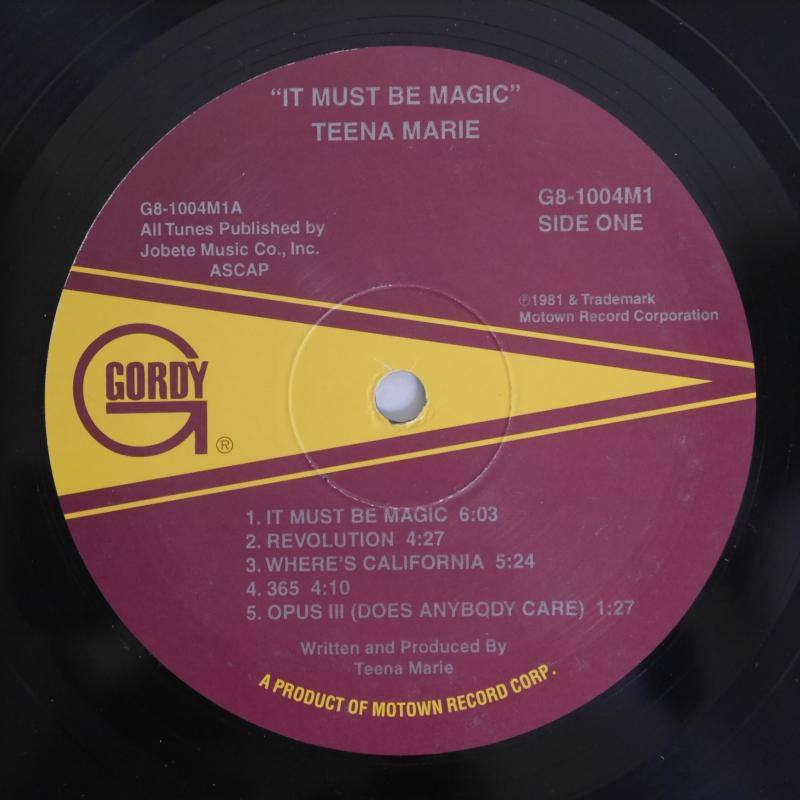 “IT MUST BE MAGIC”
TEENA MARIE
G8-1004M1A
All Tunes Published by
Jobete Music Co., Inc.
ASCAP
G8-1004M1
SIDE ONE
℗1981 & Trademark
Motown Record Corporation
GORDY
®
1. IT MUST BE MAGIC 6:03
2. REVOLUTION 4:27
3. WHERE'S CALIFORNIA 5:24
4. 365 4:10
5. OPUS III (DOES ANYBODY CARE) 1:27
Written and Produced By
Teena Marie
A PRODUCT OF MOTOWN RECORD CORP.